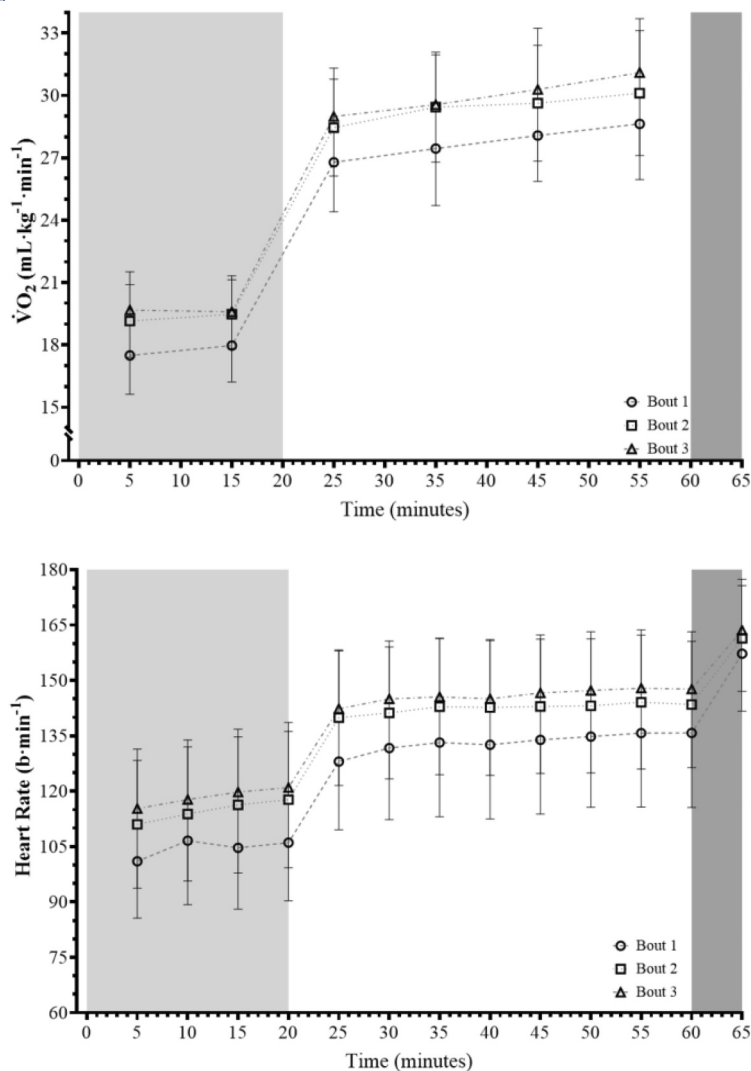 V̇O₂ (mL·kg⁻¹·min⁻¹)
33
30
27
24
21
18
15
0
Bout 1
Bout 2
Bout 3
0 5 10 15 20 25 30 35 40 45 50 55 60 65
Time (minutes)
Heart Rate (b·min⁻¹)
180
165
150
135
120
105
90
75
60
Bout 1
Bout 2
Bout 3
0 5 10 15 20 25 30 35 40 45 50 55 60 65
Time (minutes)